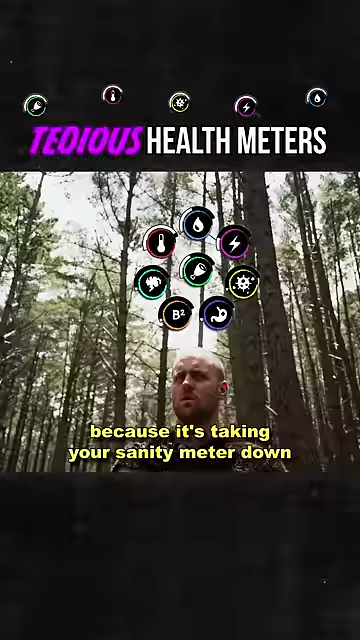 TEDIOUS HEALTH METERS
B²
because it's taking
your sanity meter down